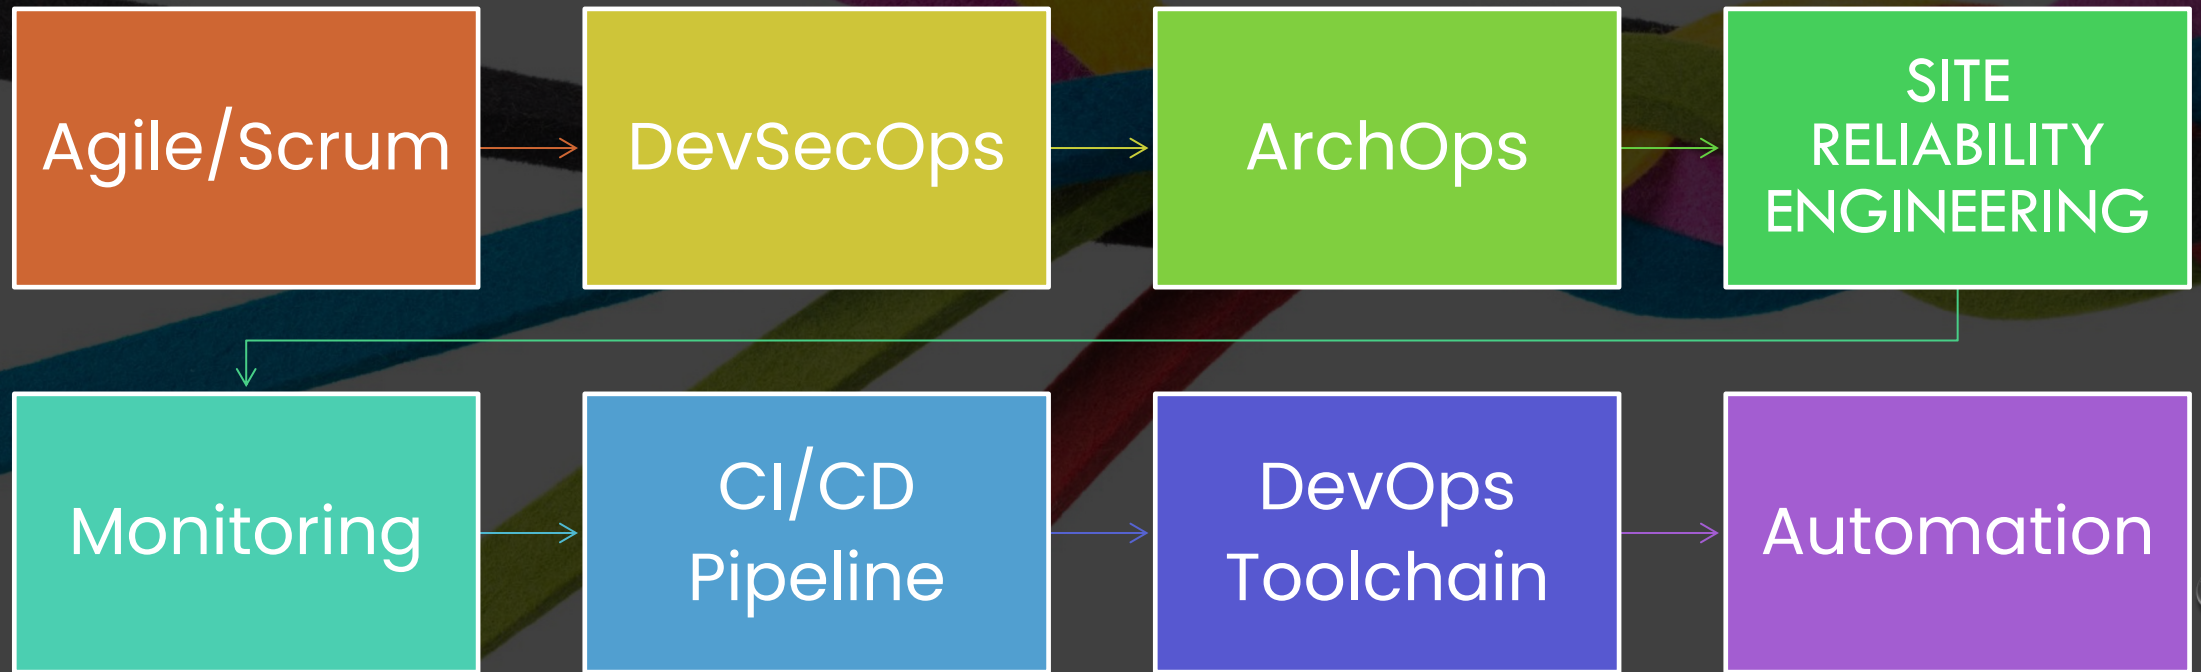 Agile/Scrum
DevSecOps
ArchOps
SITE
RELIABILITY
ENGINEERING
Monitoring
CI/CD
Pipeline
DevOps
Toolchain
Automation